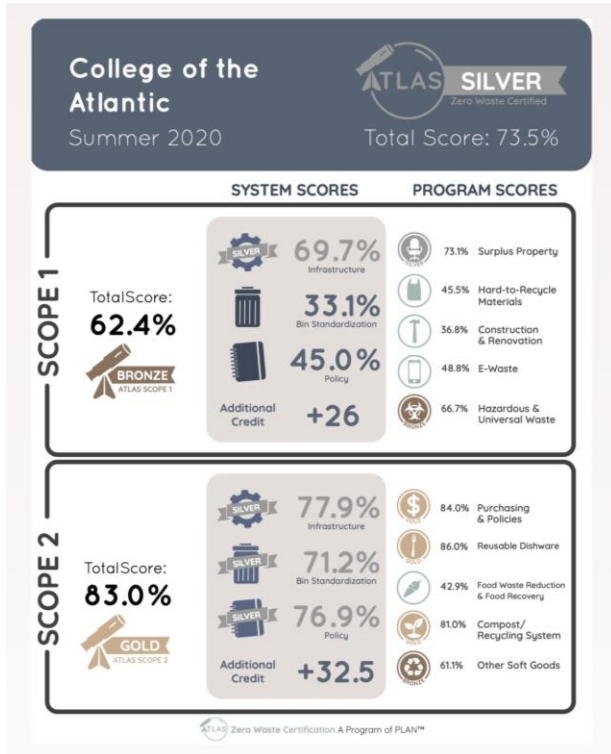 College of the
Atlantic
Summer 2020
ATLAS SILVER
Zero Waste Certified
Total Score: 73.5%
SYSTEM SCORES
PROGRAM SCORES
SCOPE 1
TotalScore:
62.4%
BRONZE
ATLAS SCOPE 1
SILVER
69.7%
Infrastructure
33.1%
Bin Standardization
45.0%
Policy
Additional
Credit
+26
SILVER
73.1% Surplus Property
45.5% Hard-to-Recycle
Materials
36.8% Construction
& Renovation
48.8% E-Waste
BRONZE
66.7% Hazardous &
Universal Waste
SCOPE 2
TotalScore:
83.0%
GOLD
ATLAS SCOPE 2
SILVER
77.9%
Infrastructure
SILVER
71.2%
Bin Standardization
SILVER
76.9%
Policy
Additional
Credit
+32.5
$
GOLD
84.0% Purchasing
& Policies
GOLD
86.0% Reusable Dishware
42.9% Food Waste Reduction
& Food Recovery
GOLD
81.0% Compost/
Recycling System
BRONZE
61.1% Other Soft Goods
ATLAS Zero Waste Certification A Program of PLAN™